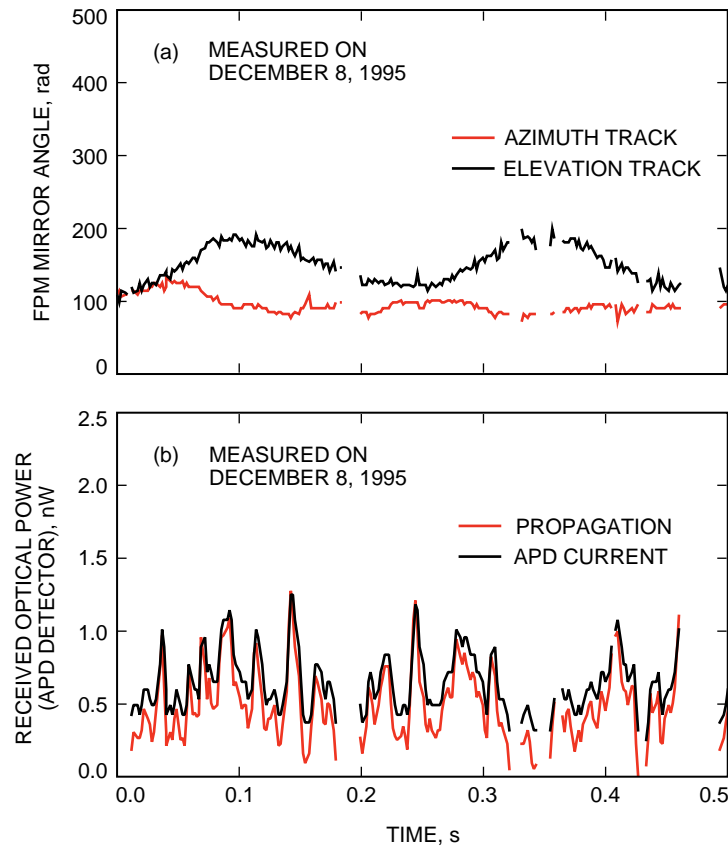 500
400
300
200
100
0
FPM MIRROR ANGLE, rad
(a) MEASURED ON
DECEMBER 8, 1995
AZIMUTH TRACK
ELEVATION TRACK
2.5
2.0
1.5
1.0
0.5
0.0
RECEIVED OPTICAL POWER
(APD DETECTOR), nW
(b) MEASURED ON
DECEMBER 8, 1995
PROPAGATION
APD CURRENT
0.0 0.1 0.2 0.3 0.4 0.5
TIME, s